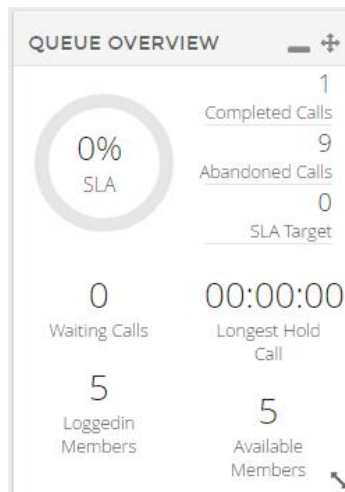 QUEUE OVERVIEW
1
Completed Calls
0%
SLA
9
Abandoned Calls
0
SLA Target
0
Waiting Calls
00:00:00
Longest Hold
Call
5
Loggedin
Members
5
Available
Members